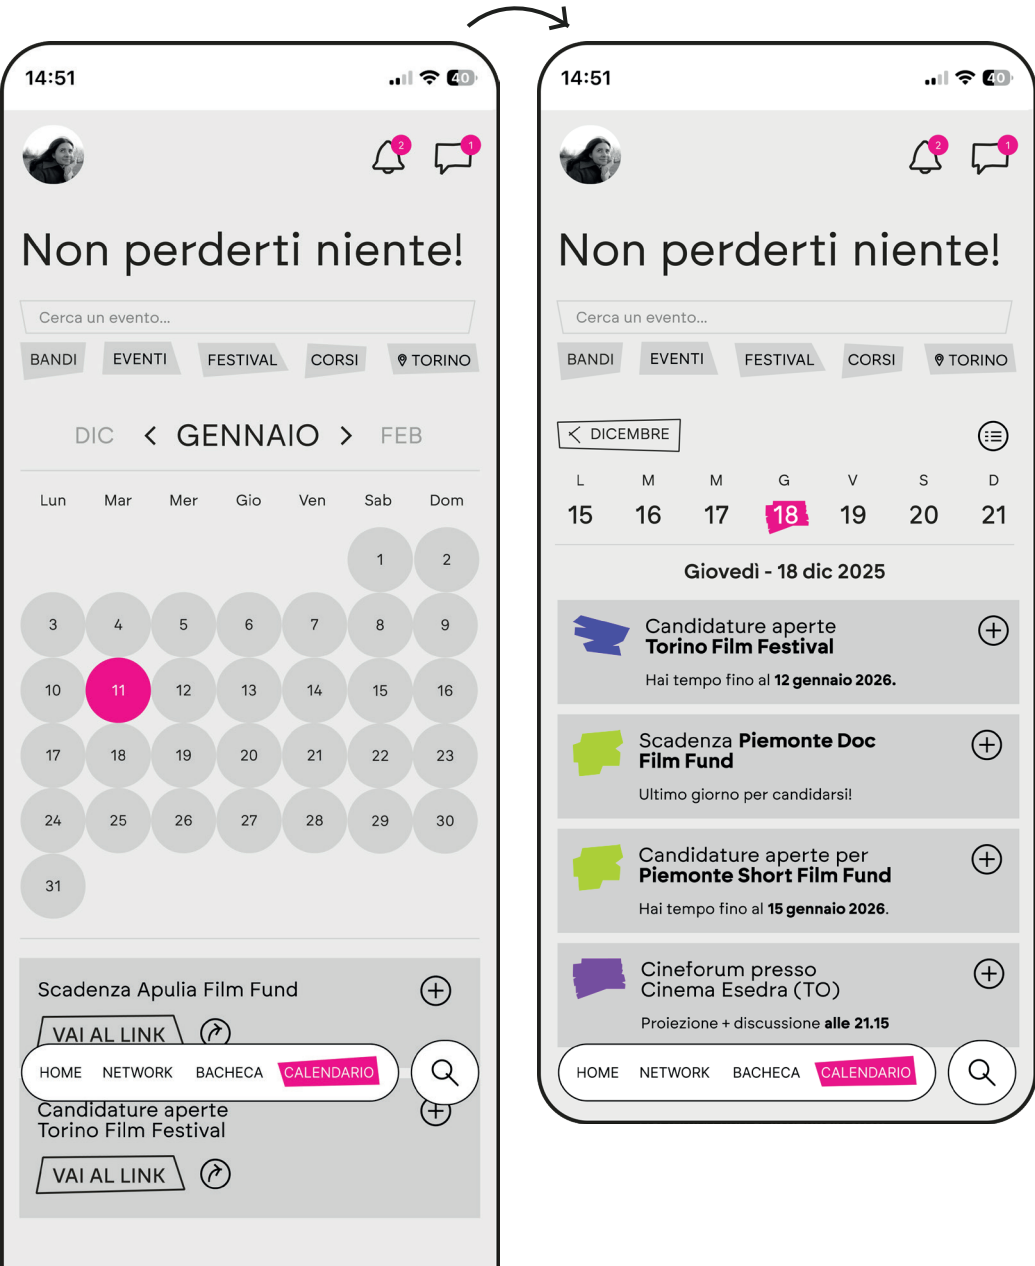 14:51
40
2
1
Non perderti niente!
Cerca un evento...
BANDI EVENTI FESTIVAL CORSI TORINO
DIC < GENNAIO > FEB
Lun Mar Mer Gio Ven Sab Dom
1 2
3 4 5 6 7 8 9
10 11 12 13 14 15 16
17 18 19 20 21 22 23
24 25 26 27 28 29 30
31
Scadenza Apulia Film Fund
VAI AL LINK
HOME NETWORK BACHECA CALENDARIO
Candidature aperte
Torino Film Festival
VAI AL LINK
14:51
40
2
1
Non perderti niente!
Cerca un evento...
BANDI EVENTI FESTIVAL CORSI TORINO
< DICEMBRE
L M M G V S D
15 16 17 18 19 20 21
Giovedì - 18 dic 2025
Candidature aperte
Torino Film Festival
Hai tempo fino al 12 gennaio 2026.
Scadenza Piemonte Doc
Film Fund
Ultimo giorno per candidarsi!
Candidature aperte per
Piemonte Short Film Fund
Hai tempo fino al 15 gennaio 2026.
Cineforum presso
Cinema Esedra (TO)
Proiezione + discussione alle 21.15
HOME NETWORK BACHECA CALENDARIO